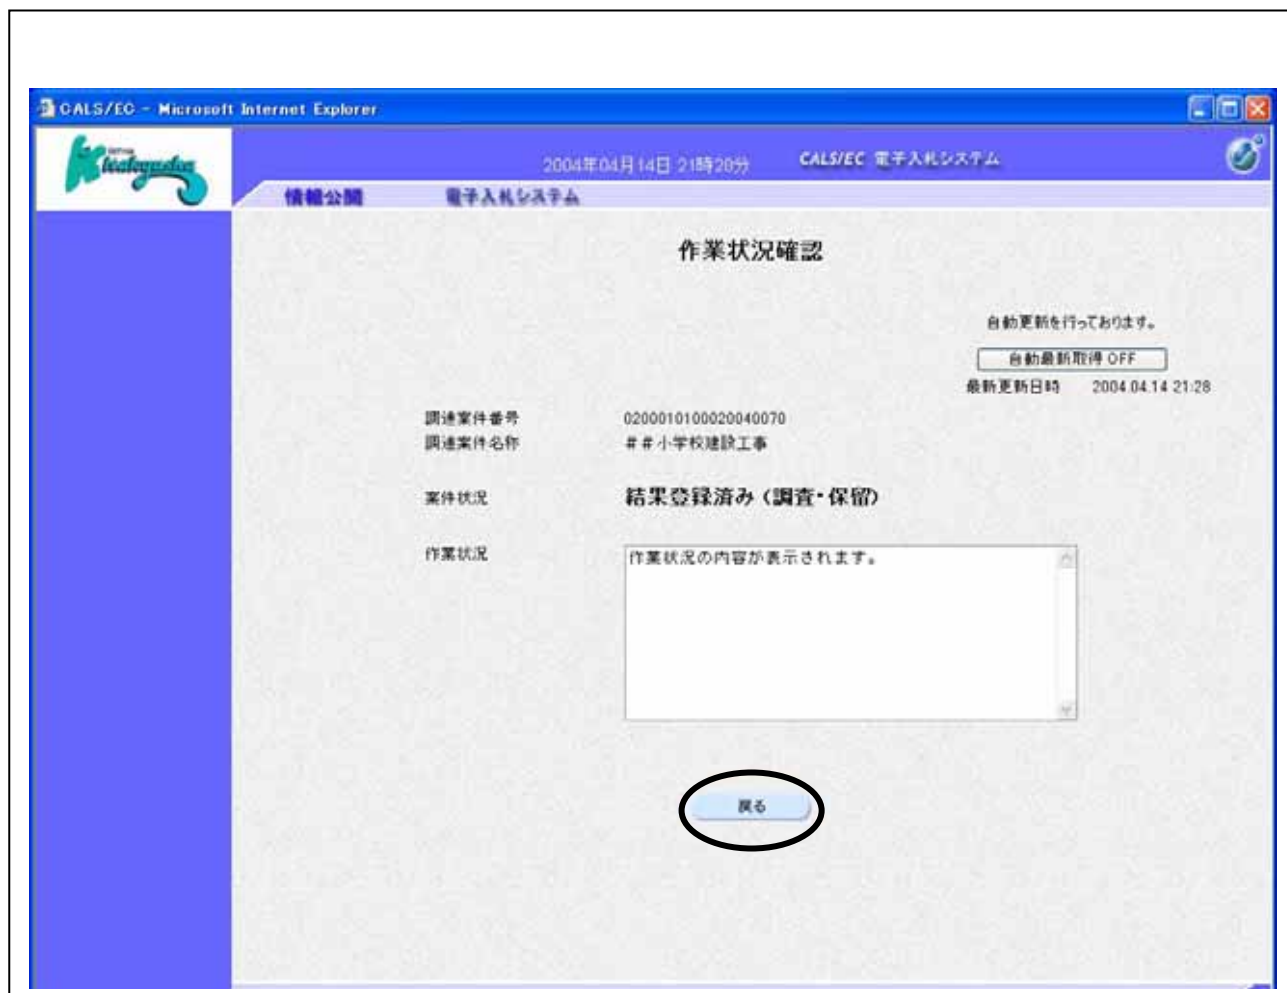 CALS/EC - Microsoft Internet Explorer
2004年04月14日 21時28分 CALS/EC 電子入札システム
情報公開 電子入札システム
作業状況確認
自動更新を行っております。
自動最新取得 OFF
最新更新日時 2004.04.14 21:28
調達案件番号 0200010100020040070
調達案件名称 ##小学校建設工事
案件状況 結果登録済み（調査・保留）
作業状況 作業状況の内容が表示されます。
戻る